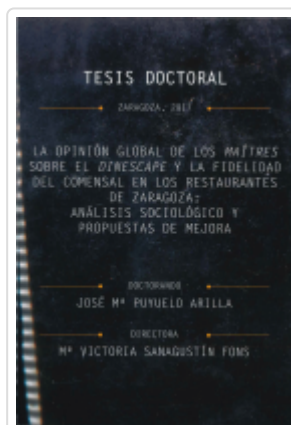 TESIS DOCTORAL
ZARAGOZA, 2017
LA OPINIÓN GLOBAL DE LOS MAÎTRES
SOBRE EL DINESCAPE Y LA FIDELIDAD
DEL COMENSAL EN LOS RESTAURANTES
DE ZARAGOZA:
ANÁLISIS SOCIOLÓGICO Y
PROPUESTAS DE MEJORA
DOCTORANDO
JOSÉ Mª PUYUELO ARILLA
DIRECTORA
Mª VICTORIA SANAGUSTÍN FONS